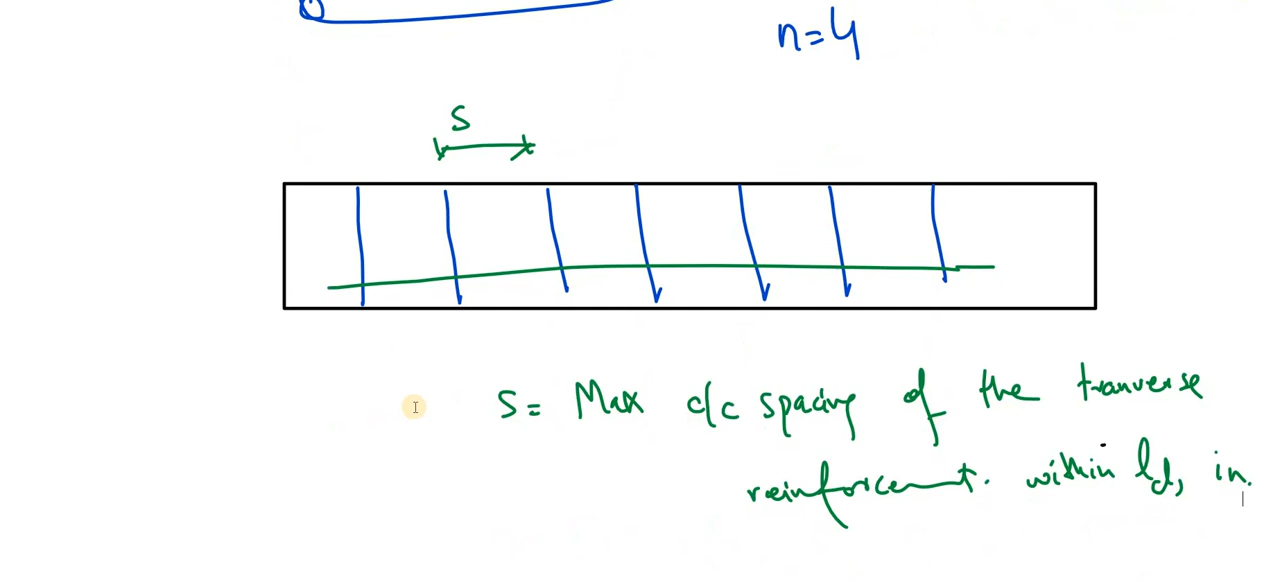 n=4
S
S= Max c/c spacing of the tranverse
reinforcement. within ld, in.